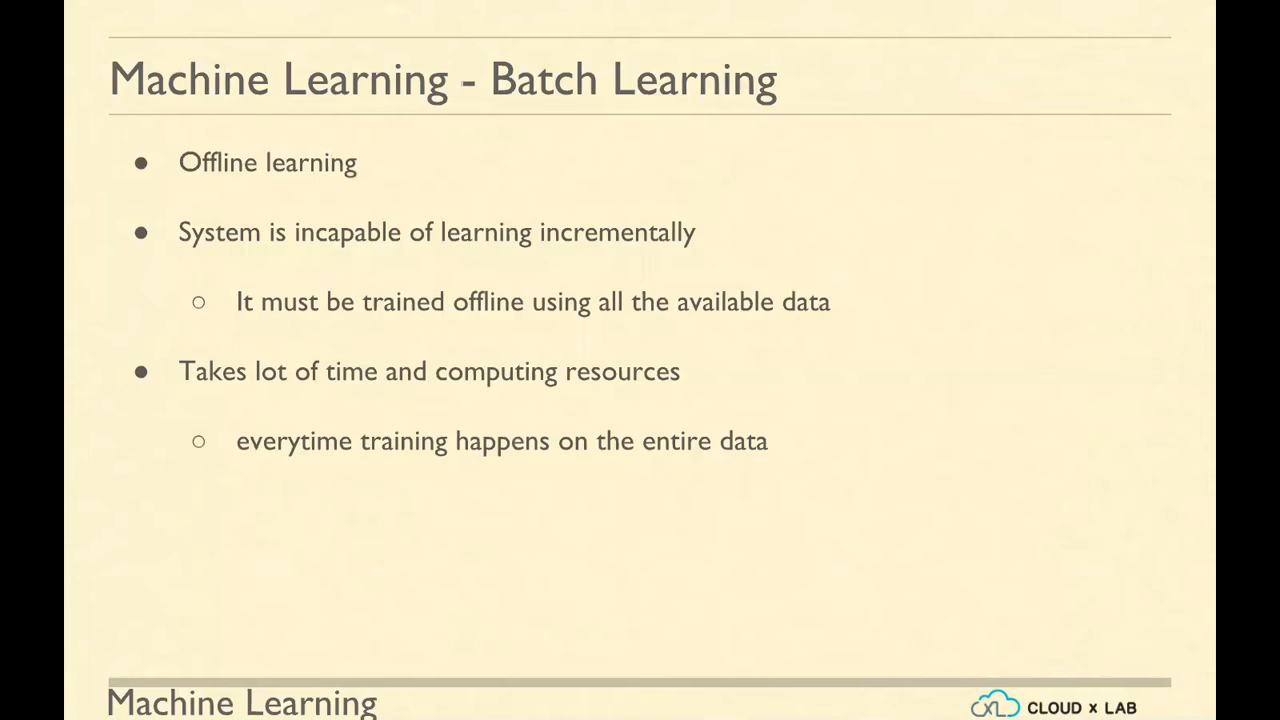 Machine Learning - Batch Learning
● Offline learning
● System is incapable of learning incrementally
○ It must be trained offline using all the available data
● Takes lot of time and computing resources
○ everytime training happens on the entire data
Machine Learning
CXL CLOUD x LAB